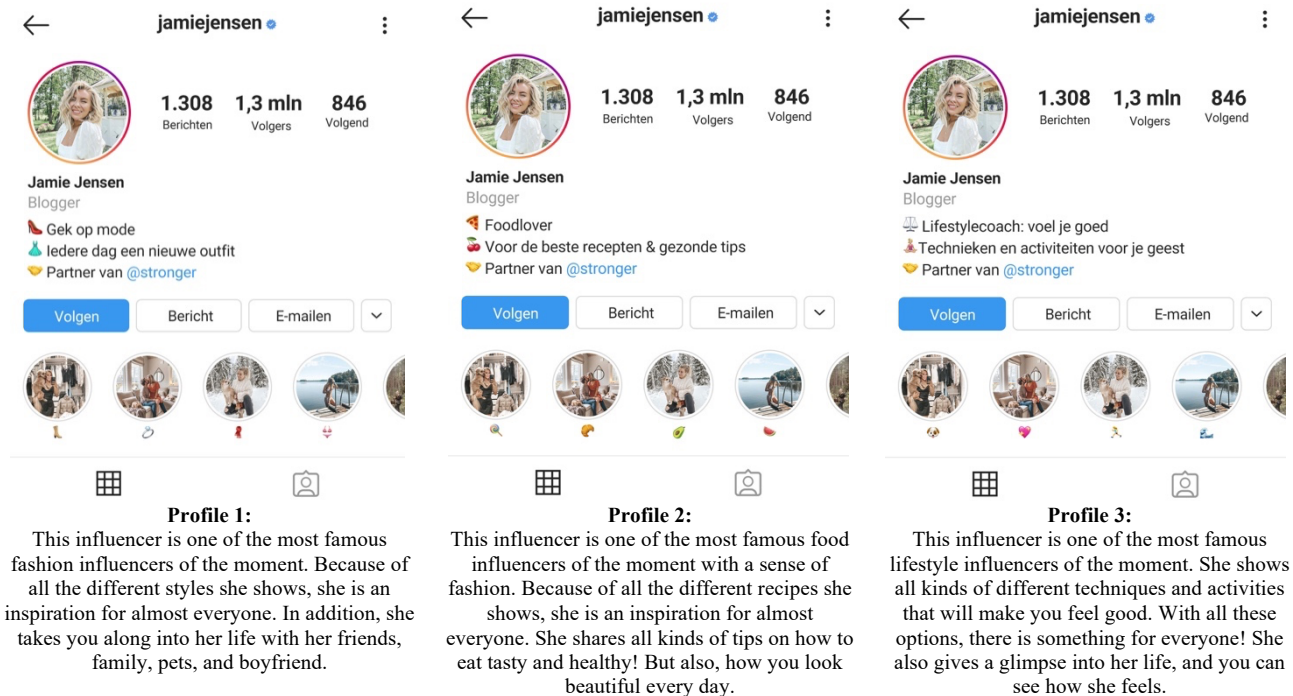 jamiejensen
1.308 1,3 mln 846
Berichten Volgers Volgend
Jamie Jensen
Blogger
👠 Gek op mode
👗 Iedere dag een nieuwe outfit
🤝 Partner van @stronger
Volgen Bericht E-mailen
Profile 1:
This influencer is one of the most famous
fashion influencers of the moment. Because of
all the different styles she shows, she is an
inspiration for almost everyone. In addition, she
takes you along into her life with her friends,
family, pets, and boyfriend.
jamiejensen
1.308 1,3 mln 846
Berichten Volgers Volgend
Jamie Jensen
Blogger
🍕 Foodlover
🍒 Voor de beste recepten & gezonde tips
🤝 Partner van @stronger
Volgen Bericht E-mailen
Profile 2:
This influencer is one of the most famous food
influencers of the moment with a sense of
fashion. Because of all the different recipes she
shows, she is an inspiration for almost
everyone. She shares all kinds of tips on how to
eat tasty and healthy! But also, how you look
beautiful every day.
jamiejensen
1.308 1,3 mln 846
Berichten Volgers Volgend
Jamie Jensen
Blogger
⚖️ Lifestylecoach: voel je goed
🧘 Technieken en activiteiten voor je geest
🤝 Partner van @stronger
Volgen Bericht E-mailen
Profile 3:
This influencer is one of the most famous
lifestyle influencers of the moment. She shows
all kinds of different techniques and activities
that will make you feel good. With all these
options, there is something for everyone! She
also gives a glimpse into her life, and you can
see how she feels.